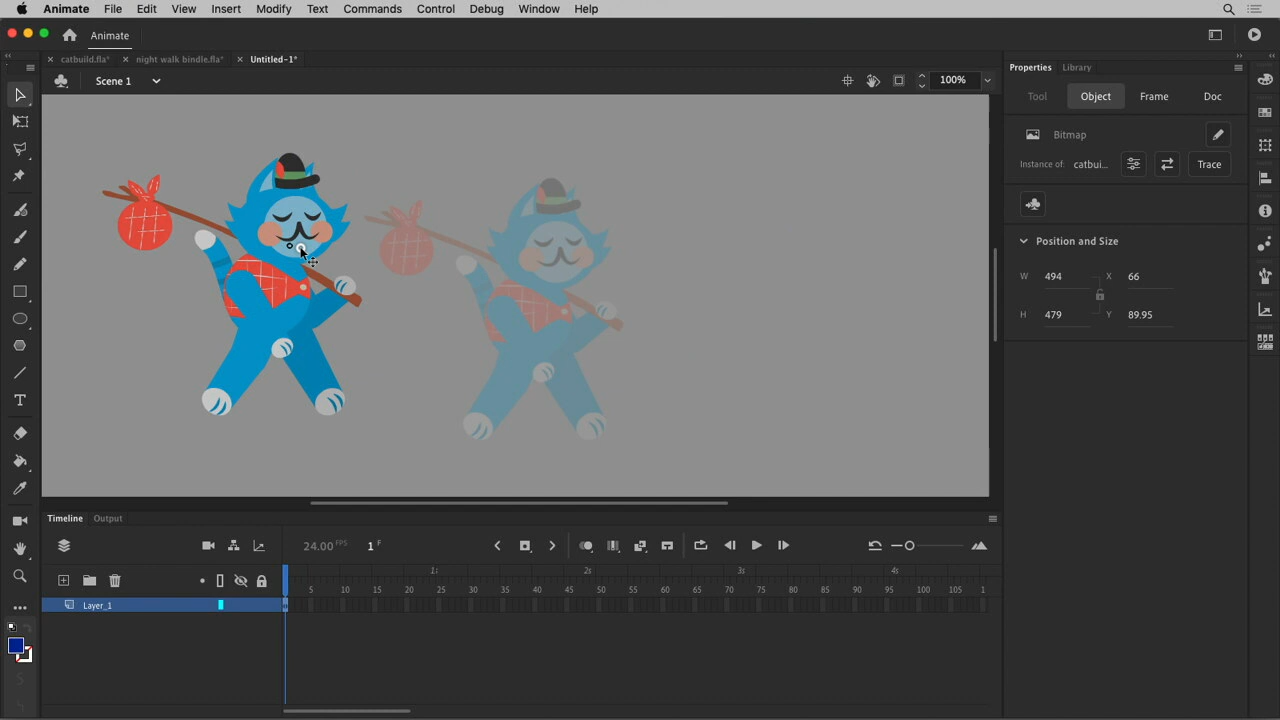 Animate File Edit View Insert Modify Text Commands Control Debug Window Help
Animate
catbuild.fla* night walk bindle.fla* Untitled-1*
Scene 1 100%
Properties Library
Tool Object Frame Doc
Bitmap
Instance of: catbui... Trace
Position and Size
W 494 X 66
H 479 Y 89.95
Timeline Output
24.00 FPS 1 F
1s 2s 3s 4s
5 10 15 20 25 30 35 40 45 50 55 60 65 70 75 80 85 90 95 100 105 1
Layer_1